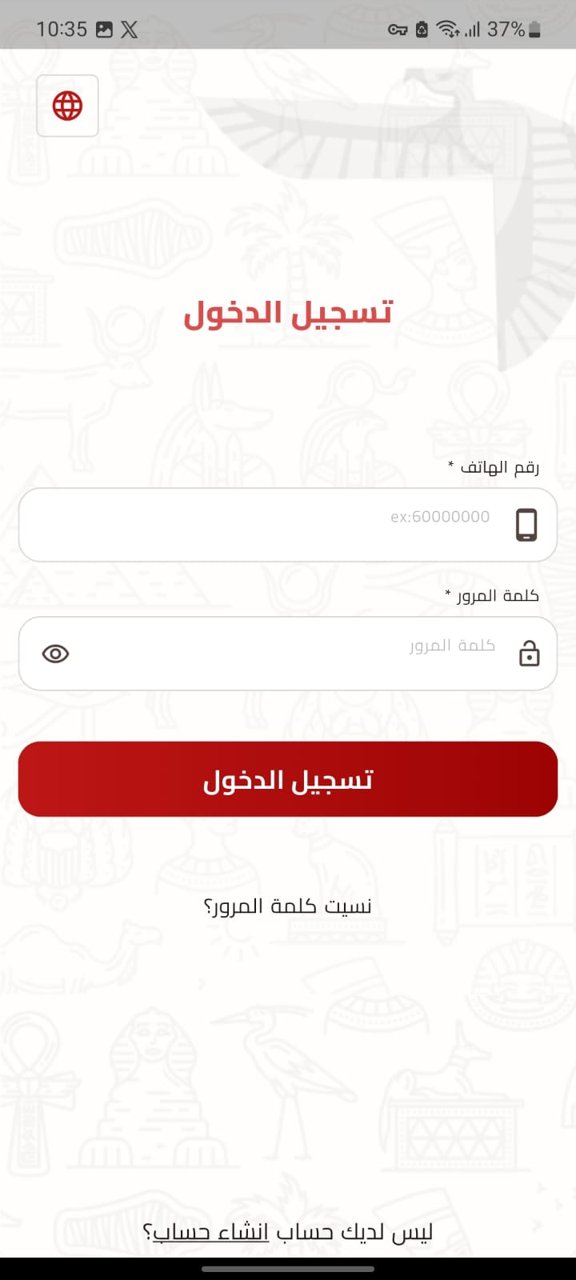 10:35
37%
تسجيل الدخول
رقم الهاتف *
ex:60000000
كلمة المرور *
كلمة المرور
تسجيل الدخول
نسيت كلمة المرور؟
ليس لديك حساب انشاء حساب؟